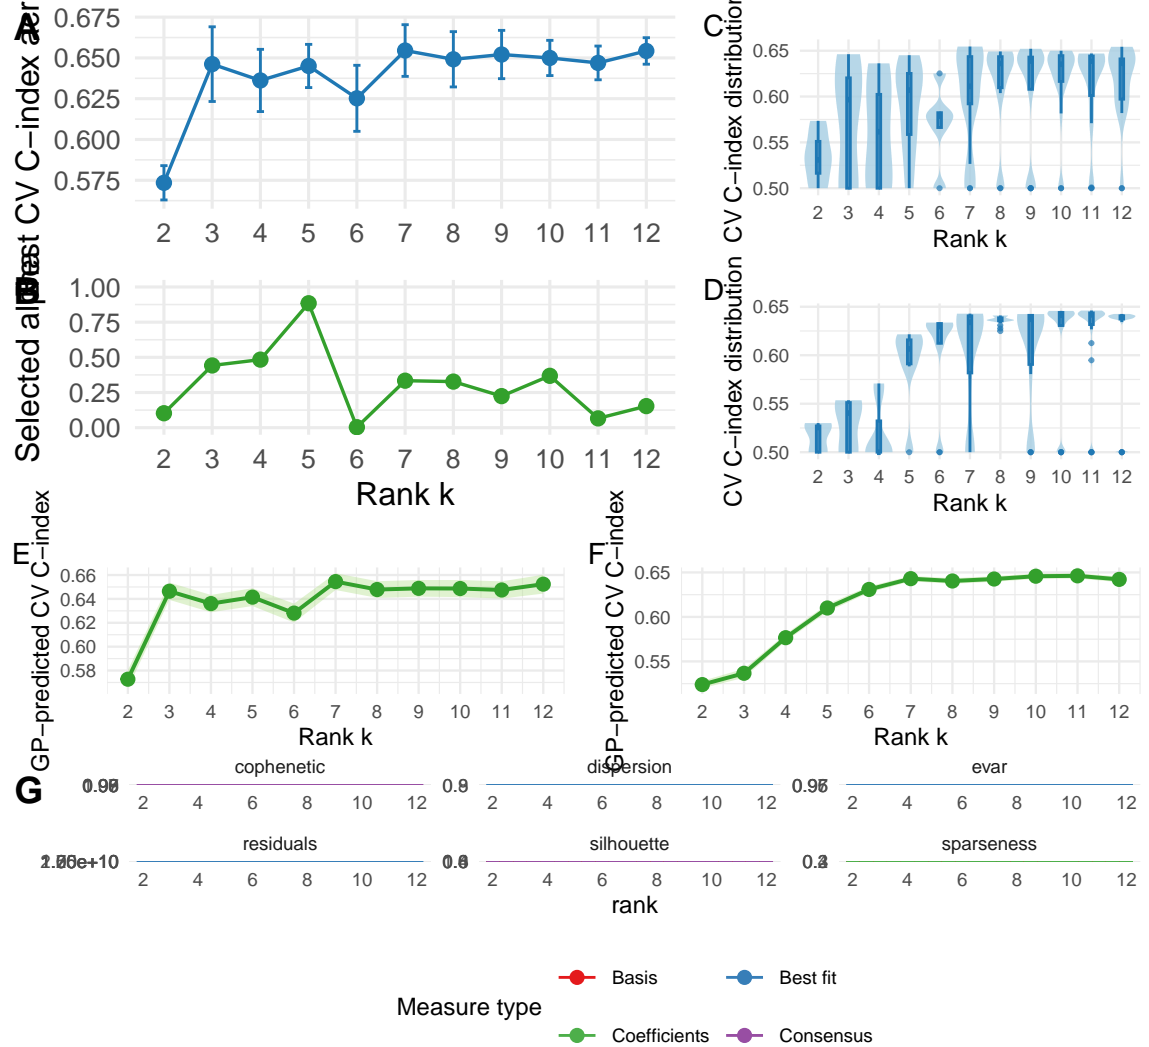 A
Best CV C−index
0.675
0.650
0.625
0.600
0.575
2 3 4 5 6 7 8 9 10 11 12
Selected
1.00
0.75
0.50
0.25
0.00
2 3 4 5 6 7 8 9 10 11 12
Rank k
C
CV C−index distribution
0.65
0.60
0.55
0.50
2 3 4 5 6 7 8 9 10 11 12
Rank k
D
CV C−index distribution
0.65
0.60
0.55
0.50
2 3 4 5 6 7 8 9 10 11 12
Rank k
E
GP−predicted CV C−index
0.66
0.64
0.62
0.60
0.58
2 3 4 5 6 7 8 9 10 11 12
Rank k
F
GP−predicted CV C−index
0.65
0.60
0.55
2 3 4 5 6 7 8 9 10 11 12
Rank k
G
cophenetic
2 4 6 8 10 12
dispersion
2 4 6 8 10 12
evar
2 4 6 8 10 12
residuals
2 4 6 8 10 12
silhouette
2 4 6 8 10 12
sparseness
2 4 6 8 10 12
rank
Measure type
Basis
Best fit
Coefficients
Consensus